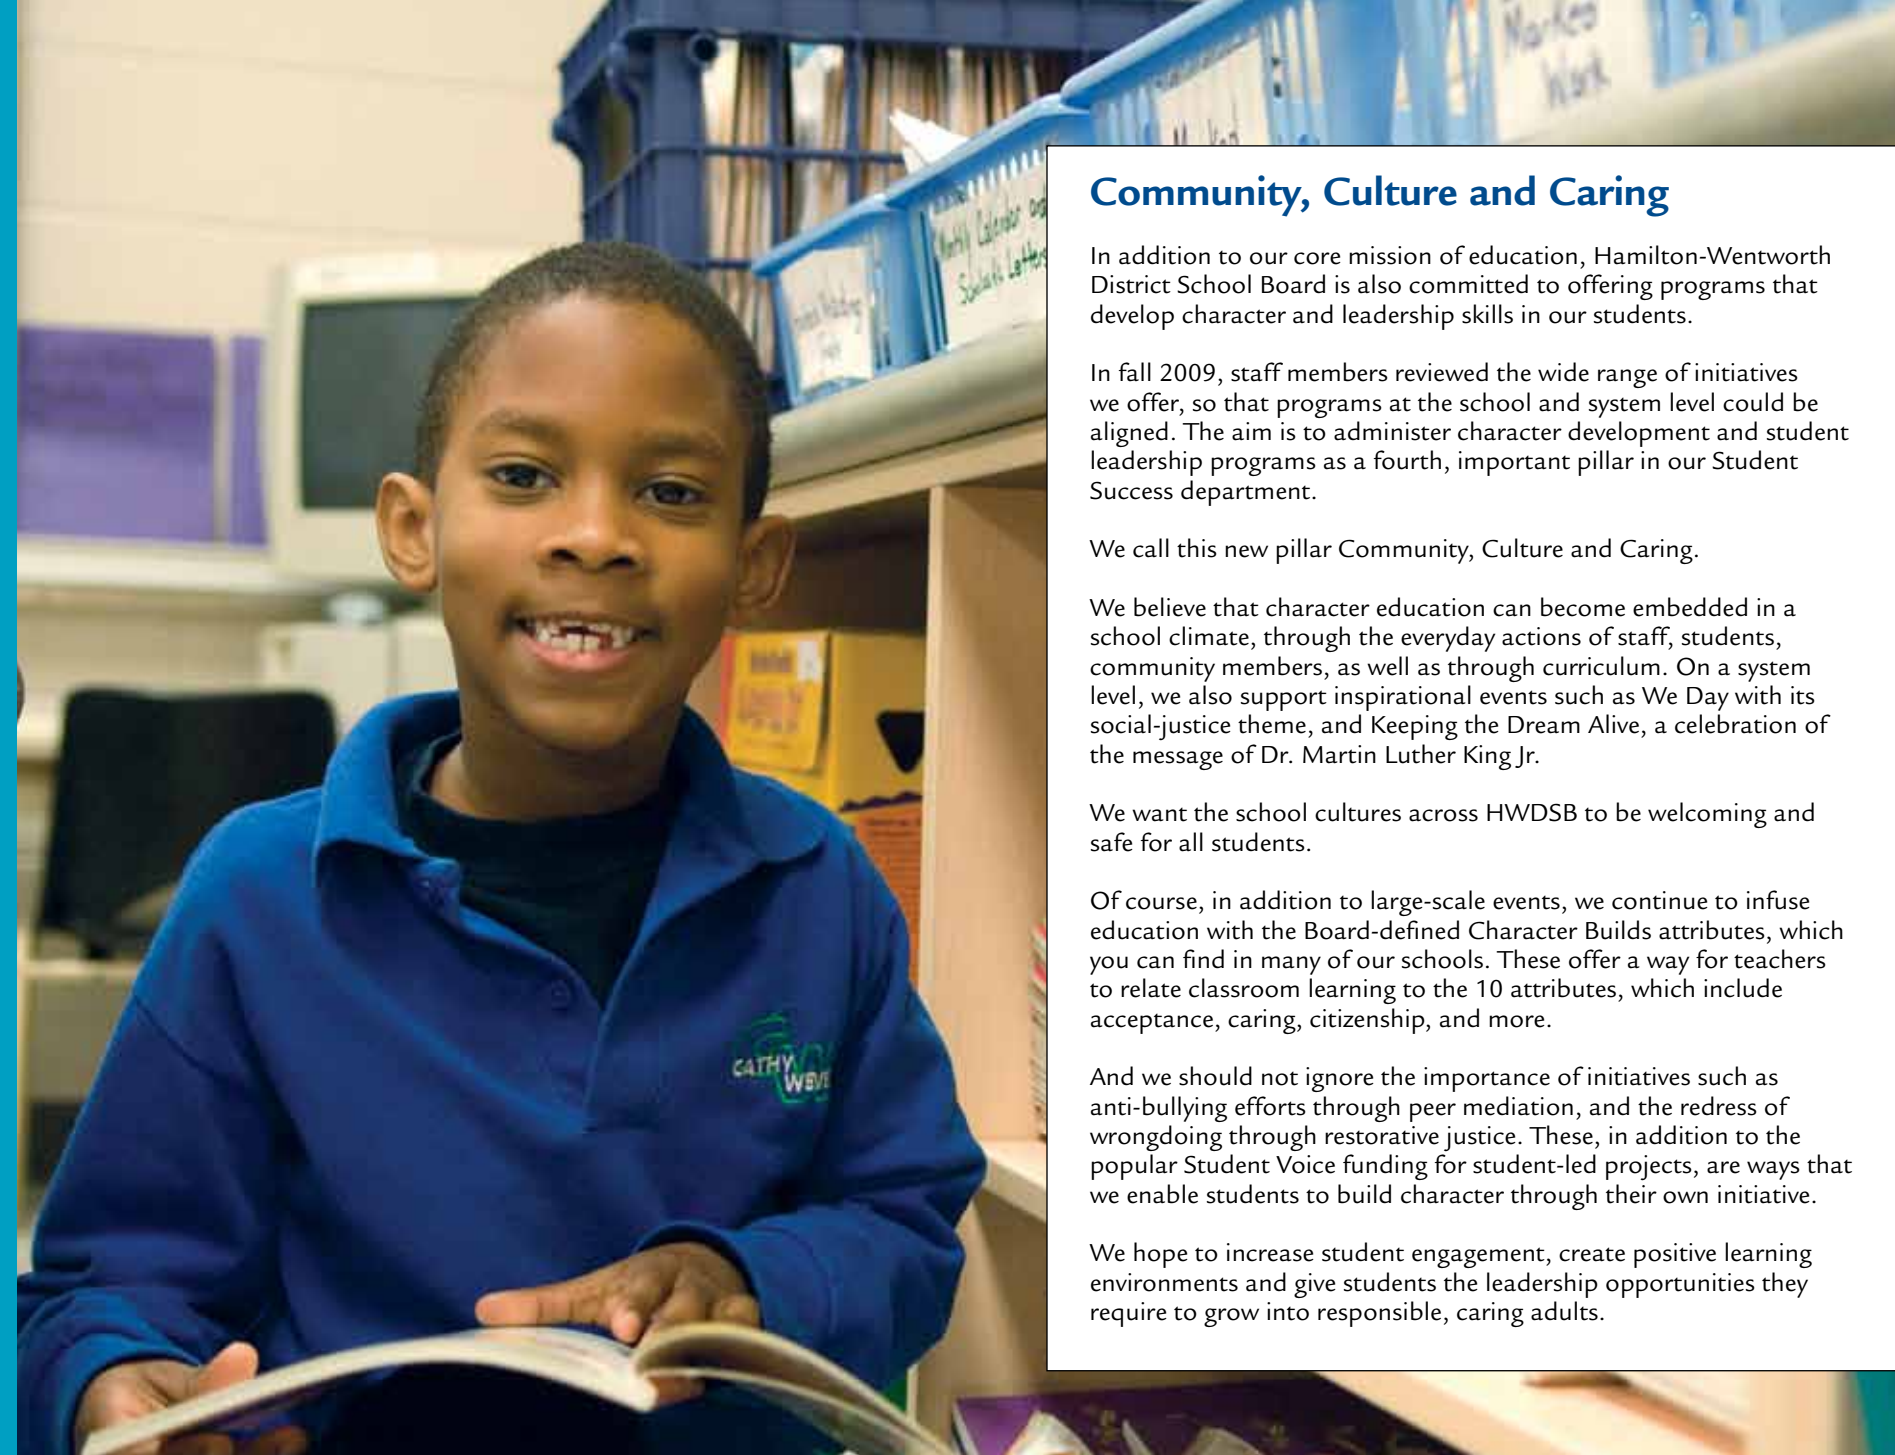 Marked
Work
Marked
Monthly Calendar and
Scholastic Letters
CATHY
WEVE
Community, Culture and Caring
In addition to our core mission of education, Hamilton-Wentworth
District School Board is also committed to offering programs that
develop character and leadership skills in our students.
In fall 2009, staff members reviewed the wide range of initiatives
we offer, so that programs at the school and system level could be
aligned. The aim is to administer character development and student
leadership programs as a fourth, important pillar in our Student
Success department.
We call this new pillar Community, Culture and Caring.
We believe that character education can become embedded in a
school climate, through the everyday actions of staff, students,
community members, as well as through curriculum. On a system
level, we also support inspirational events such as We Day with its
social-justice theme, and Keeping the Dream Alive, a celebration of
the message of Dr. Martin Luther King Jr.
We want the school cultures across HWDSB to be welcoming and
safe for all students.
Of course, in addition to large-scale events, we continue to infuse
education with the Board-defined Character Builds attributes, which
you can find in many of our schools. These offer a way for teachers
to relate classroom learning to the 10 attributes, which include
acceptance, caring, citizenship, and more.
And we should not ignore the importance of initiatives such as
anti-bullying efforts through peer mediation, and the redress of
wrongdoing through restorative justice. These, in addition to the
popular Student Voice funding for student-led projects, are ways that
we enable students to build character through their own initiative.
We hope to increase student engagement, create positive learning
environments and give students the leadership opportunities they
require to grow into responsible, caring adults.